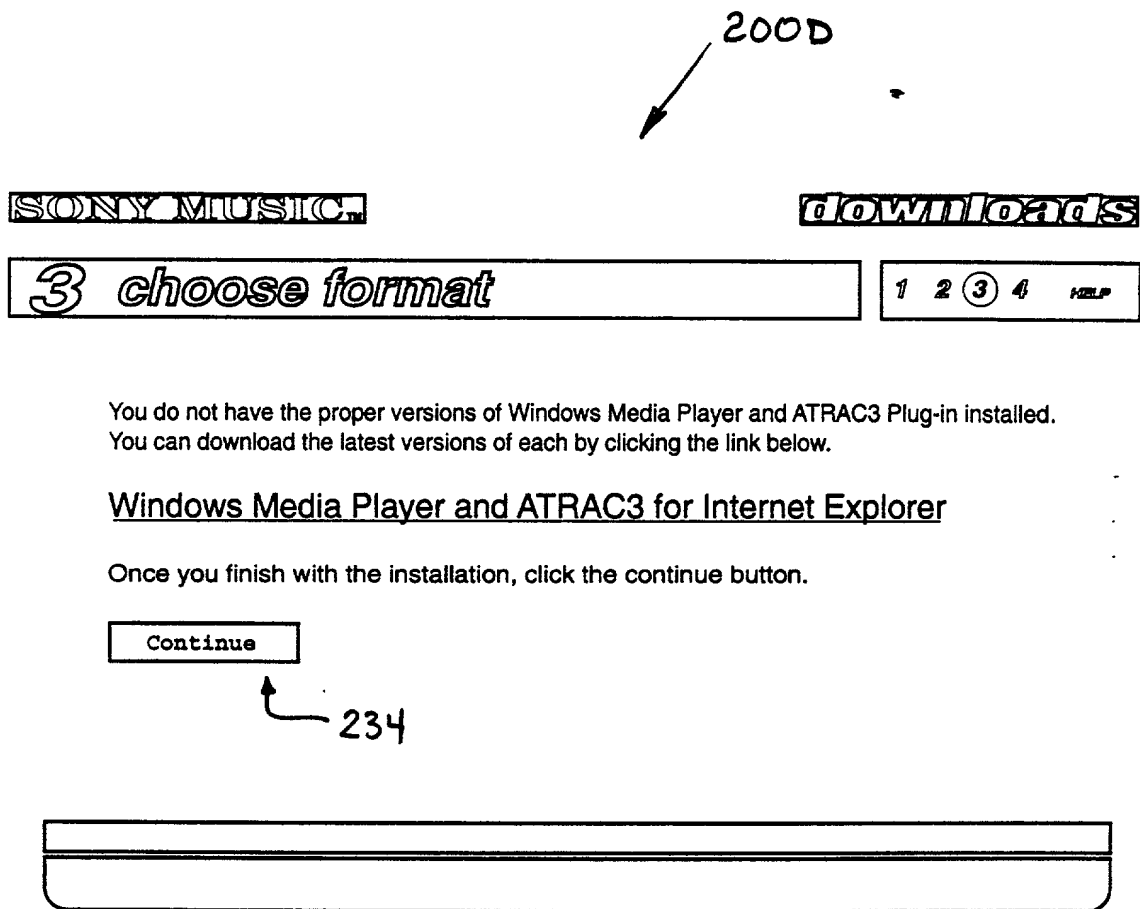 200D
SONY MUSIC™ downloads
3 choose format 1 2 3 4 HELP
You do not have the proper versions of Windows Media Player and ATRAC3 Plug-in installed.
You can download the latest versions of each by clicking the link below.
Windows Media Player and ATRAC3 for Internet Explorer
Once you finish with the installation, click the continue button.
Continue
234